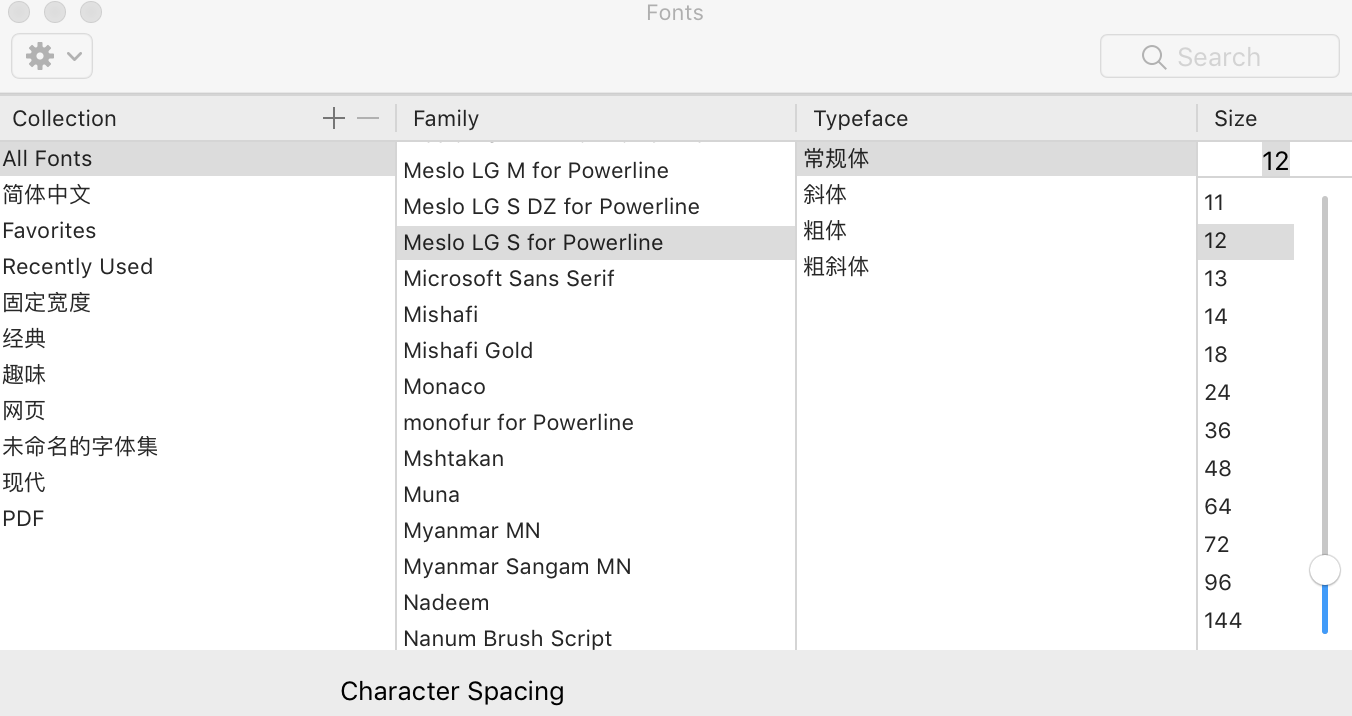 Fonts
Search
Collection
Family
Typeface
Size
All Fonts
简体中文
Favorites
Recently Used
固定宽度
经典
趣味
网页
未命名的字体集
现代
PDF
Meslo LG M for Powerline
Meslo LG S DZ for Powerline
Meslo LG S for Powerline
Microsoft Sans Serif
Mishafi
Mishafi Gold
Monaco
monofur for Powerline
Mshtakan
Muna
Myanmar MN
Myanmar Sangam MN
Nadeem
Nanum Brush Script
常规体
斜体
粗体
粗斜体
12
11
12
13
14
18
24
36
48
64
72
96
144
Character Spacing